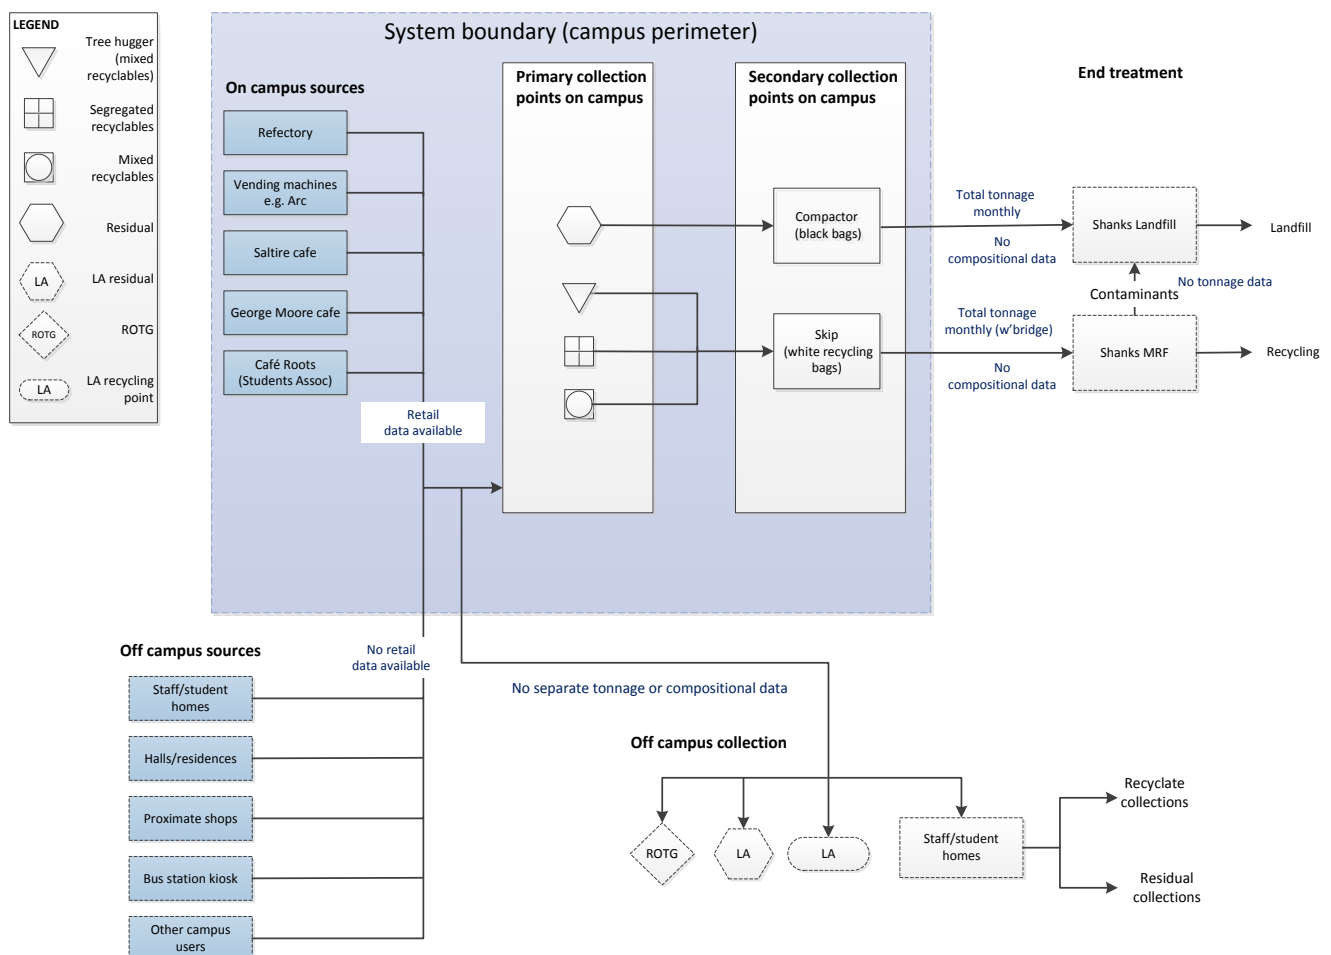 LEGEND
Tree hugger
(mixed
recyclables)
Segregated
recyclables
Mixed
recyclables
Residual
LA
LA residual
ROTG
ROTG
LA
LA recycling
point
System boundary (campus perimeter)
On campus sources
Refectory
Vending machines
e.g. Arc
Saltire cafe
George Moore cafe
Café Roots
(Students Assoc)
Retail
data available
Primary collection
points on campus
Secondary collection
points on campus
Compactor
(black bags)
Skip
(white recycling
bags)
End treatment
Total tonnage
monthly
No
compositional data
Shanks Landfill
Landfill
No tonnage data
Contaminants
Total tonnage
monthly (w'bridge)
No
compositional data
Shanks MRF
Recycling
Off campus sources
No retail
data available
Staff/student
homes
Halls/residences
Proximate shops
Bus station kiosk
Other campus
users
No separate tonnage or compositional data
Off campus collection
ROTG
LA
LA
Staff/student
homes
Recyclate
collections
Residual
collections